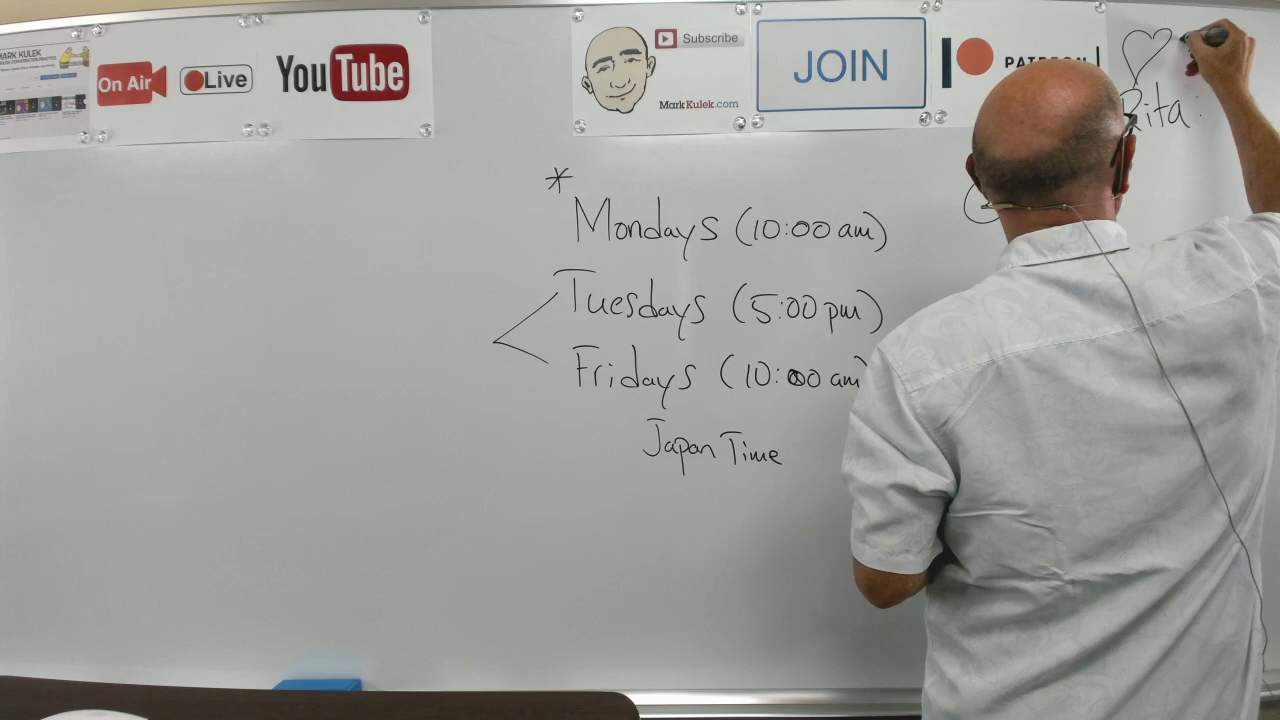 MARK KULEK
On Air
Live
YouTube
Subscribe
MarkKulek.com
JOIN
PATREON
Rita:
*
Mondays (10:00 am)
Tuesdays (5:00 pm)
Fridays (10:00 am)
Japan Time